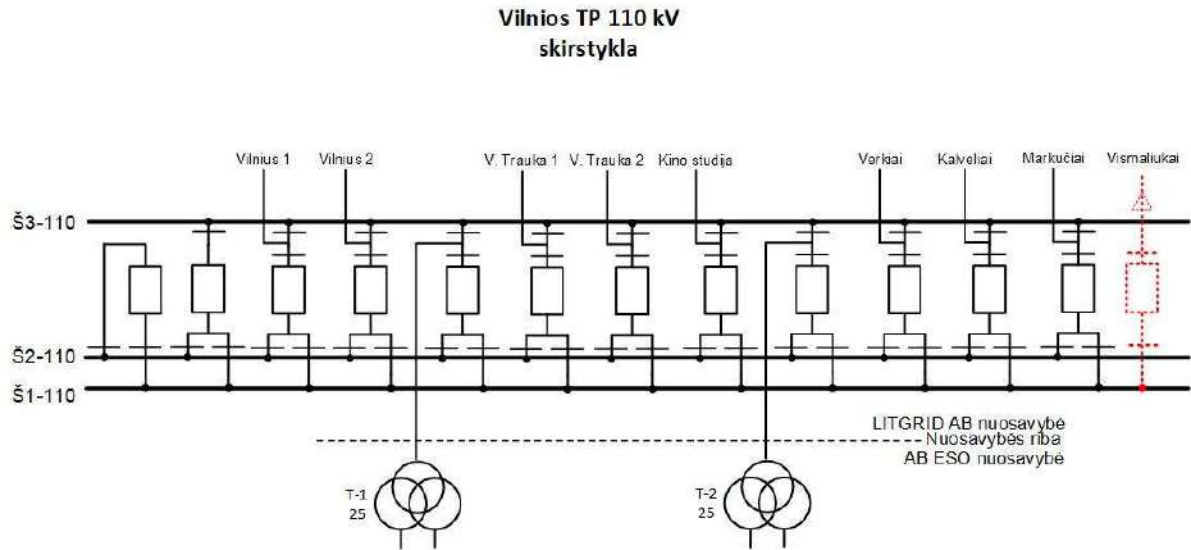 Vilnios TP 110 kV
skirstykla
Vilnius 1
Vilnius 2
V. Trauka 1
V. Trauka 2
Kino studija
Verkiai
Kalveliai
Markučiai
Vismaliukai
Š3-110
Š2-110
Š1-110
LITGRID AB nuosavybė
Nuosavybės riba
AB ESO nuosavybė
T-1
25
T-2
25